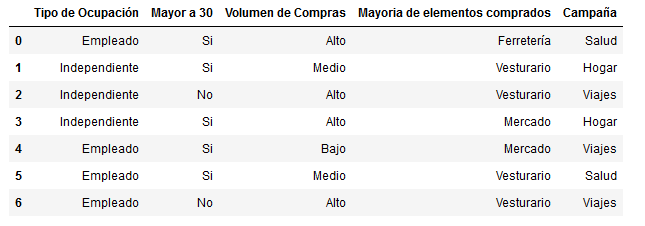 Tipo de Ocupación Mayor a 30 Volumen de Compras Mayoria de elementos comprados Campaña
0 Empleado Si Alto Ferretería Salud
1 Independiente Si Medio Vesturario Hogar
2 Independiente No Alto Vesturario Viajes
3 Independiente Si Alto Mercado Hogar
4 Empleado Si Bajo Mercado Viajes
5 Empleado Si Medio Vesturario Salud
6 Empleado No Alto Vesturario Viajes